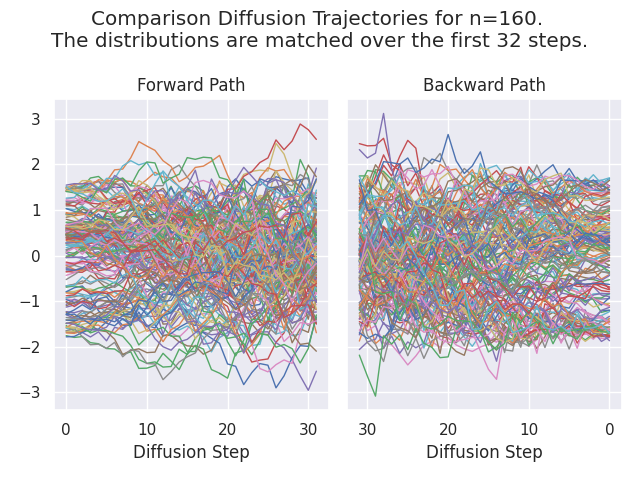 Comparison Diffusion Trajectories for n=160.
The distributions are matched over the first 32 steps.
Forward Path
Backward Path
3
2
1
0
−1
−2
−3
0 10 20 30
30 20 10 0
Diffusion Step
Diffusion Step